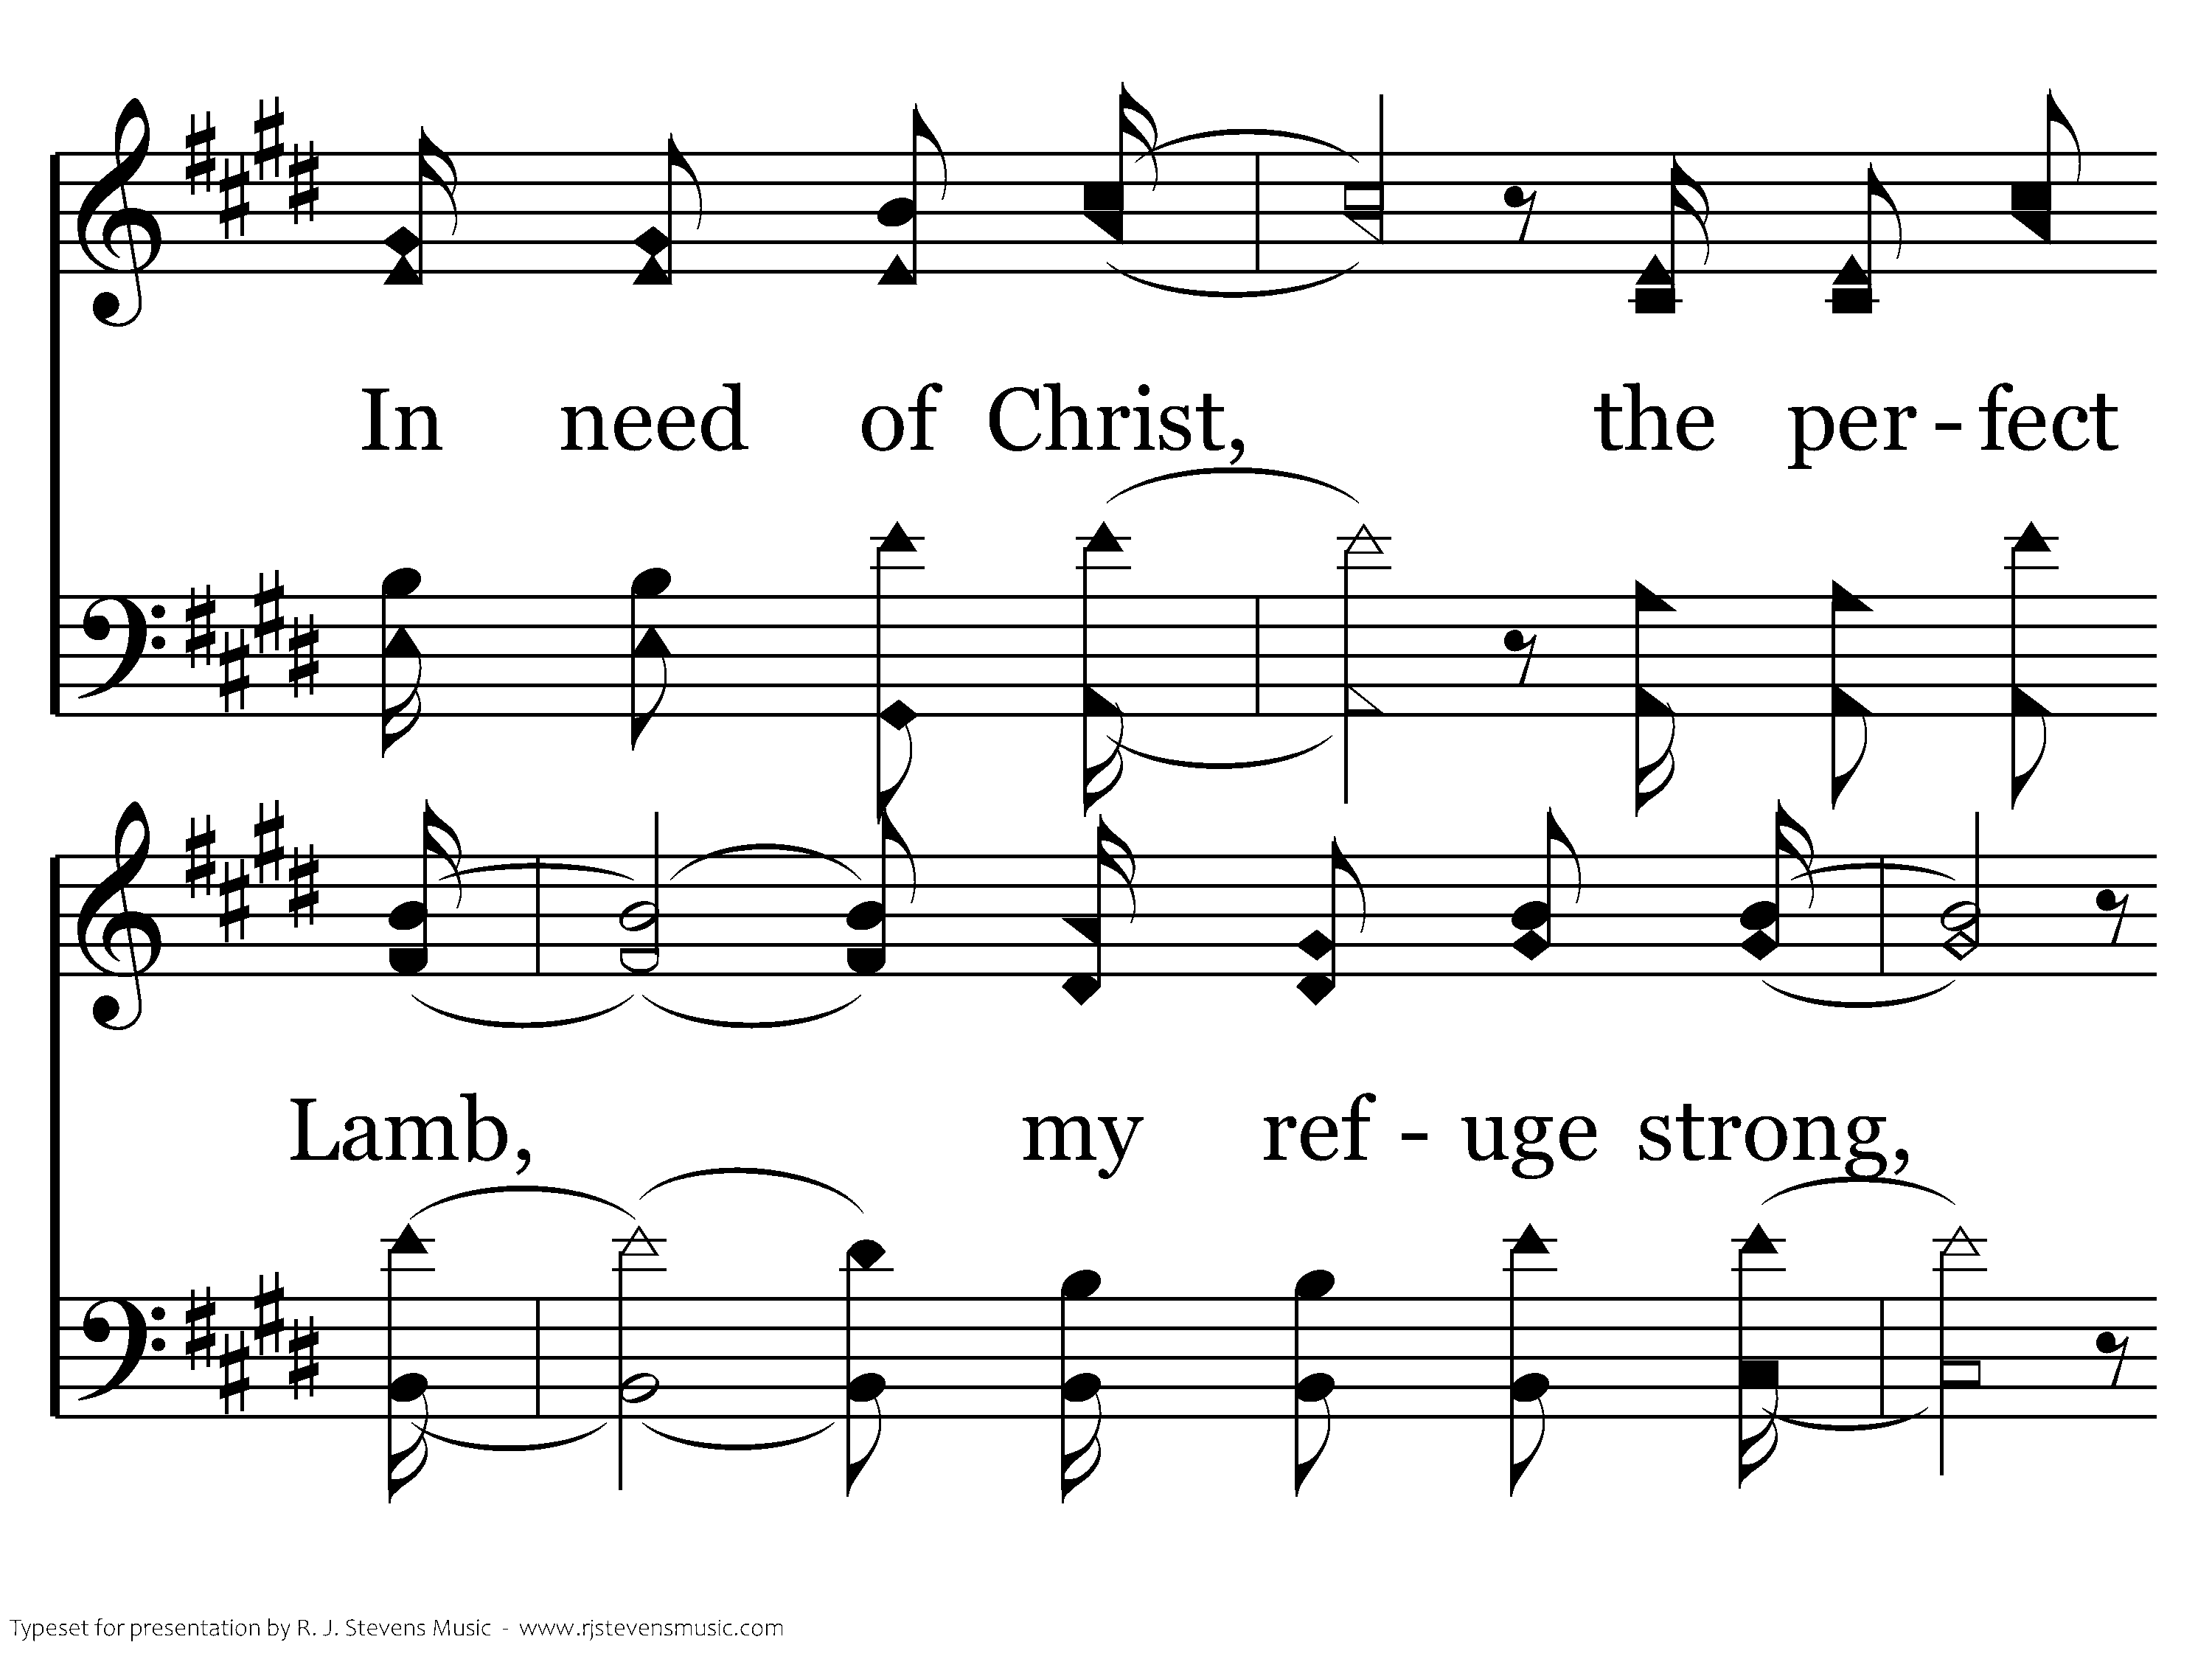 In need of Christ, the per - fect
Lamb, my ref - uge strong,
Typeset for presentation by R. J. Stevens Music - www.rjstevensmusic.com